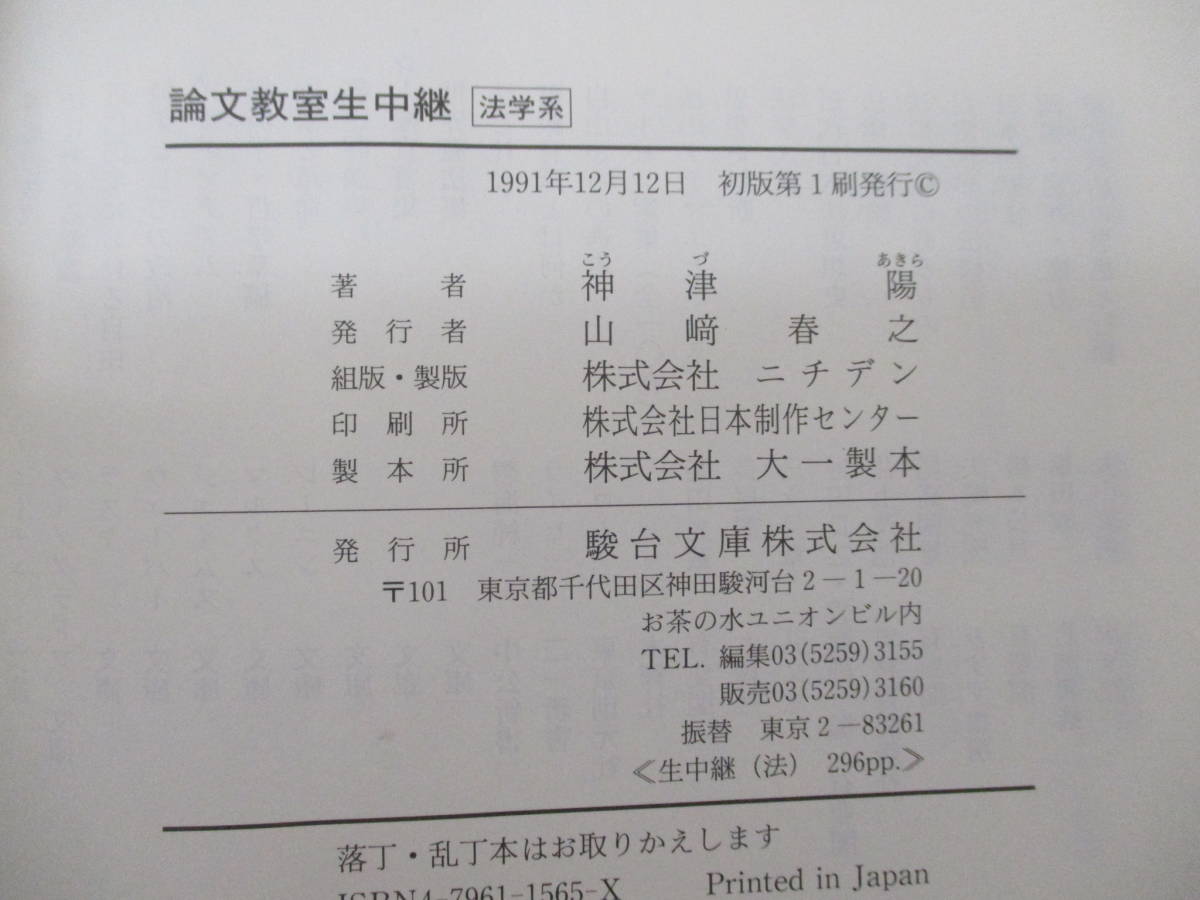 論文教室生中継 法学系
1991年12月12日 初版第1刷発行©
こう づ あきら
著者 神津 陽
発行者 山﨑春之
組版・製版 株式会社 ニチデン
印刷所 株式会社日本制作センター
製本所 株式会社 大一製本
発行所 駿台文庫株式会社
〒101 東京都千代田区神田駿河台2-1-20
お茶の水ユニオンビル内
TEL. 編集03(5259)3155
販売03(5259)3160
振替 東京2-83261
≪生中継(法) 296pp.≫
落丁・乱丁本はお取りかえします
ISBN4-7961-1565-X Printed in Japan